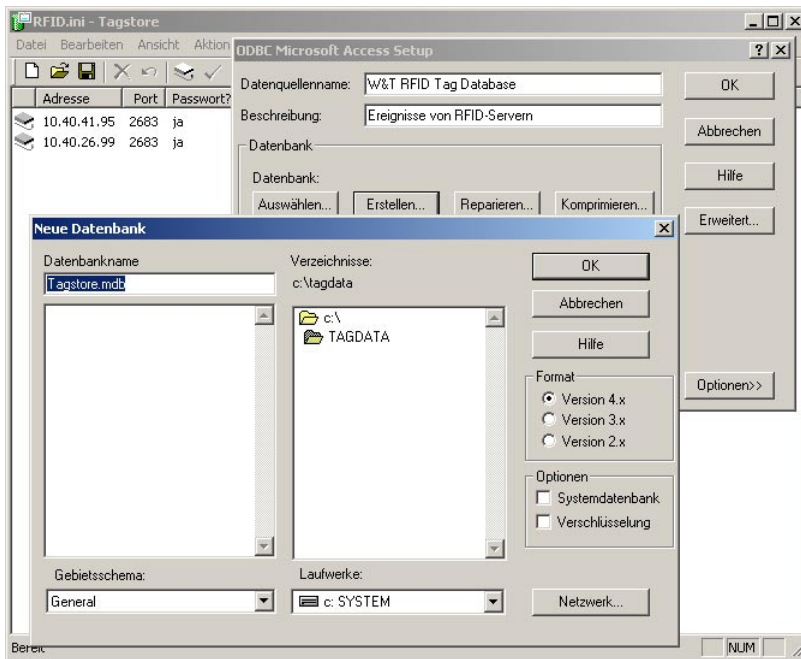 RFID.ini - Tagstore
Datei Bearbeiten Ansicht Aktion
ODBC Microsoft Access Setup
Datenquellenname: W&T RFID Tag Database
OK
Beschreibung: Ereignisse von RFID-Servern
Abbrechen
Datenbank
Datenbank:
Hilfe
Auswählen... Erstellen... Reparieren... Komprimieren...
Erweitert...
Optionen>>
Adresse Port Passwort?
10.40.41.95 2683 ja
10.40.26.99 2683 ja
Neue Datenbank
Datenbankname
Tagstore.mdb
Verzeichnisse:
c:\tagdata
c:\
TAGDATA
OK
Abbrechen
Hilfe
Format
Version 4.x
Version 3.x
Version 2.x
Optionen
Systemdatenbank
Verschlüsselung
Gebietsschema:
General
Laufwerke:
c: SYSTEM
Netzwerk...
NUM